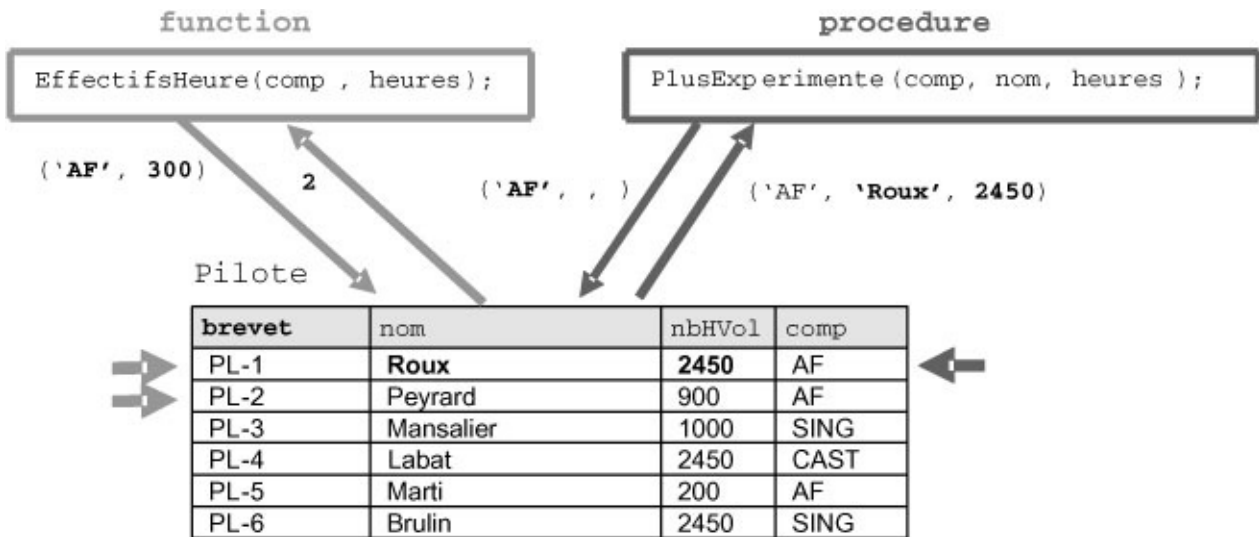 function procedure
EffectifsHeure(comp , heures); PlusExperimente (comp, nom, heures );
(‘AF’, 300) 2 (‘AF’, , ) (‘AF’, ‘Roux’, 2450)
Pilote
brevet nom nbHVol comp
PL-1 Roux 2450 AF
PL-2 Peyrard 900 AF
PL-3 Mansalier 1000 SING
PL-4 Labat 2450 CAST
PL-5 Marti 200 AF
PL-6 Brulin 2450 SING